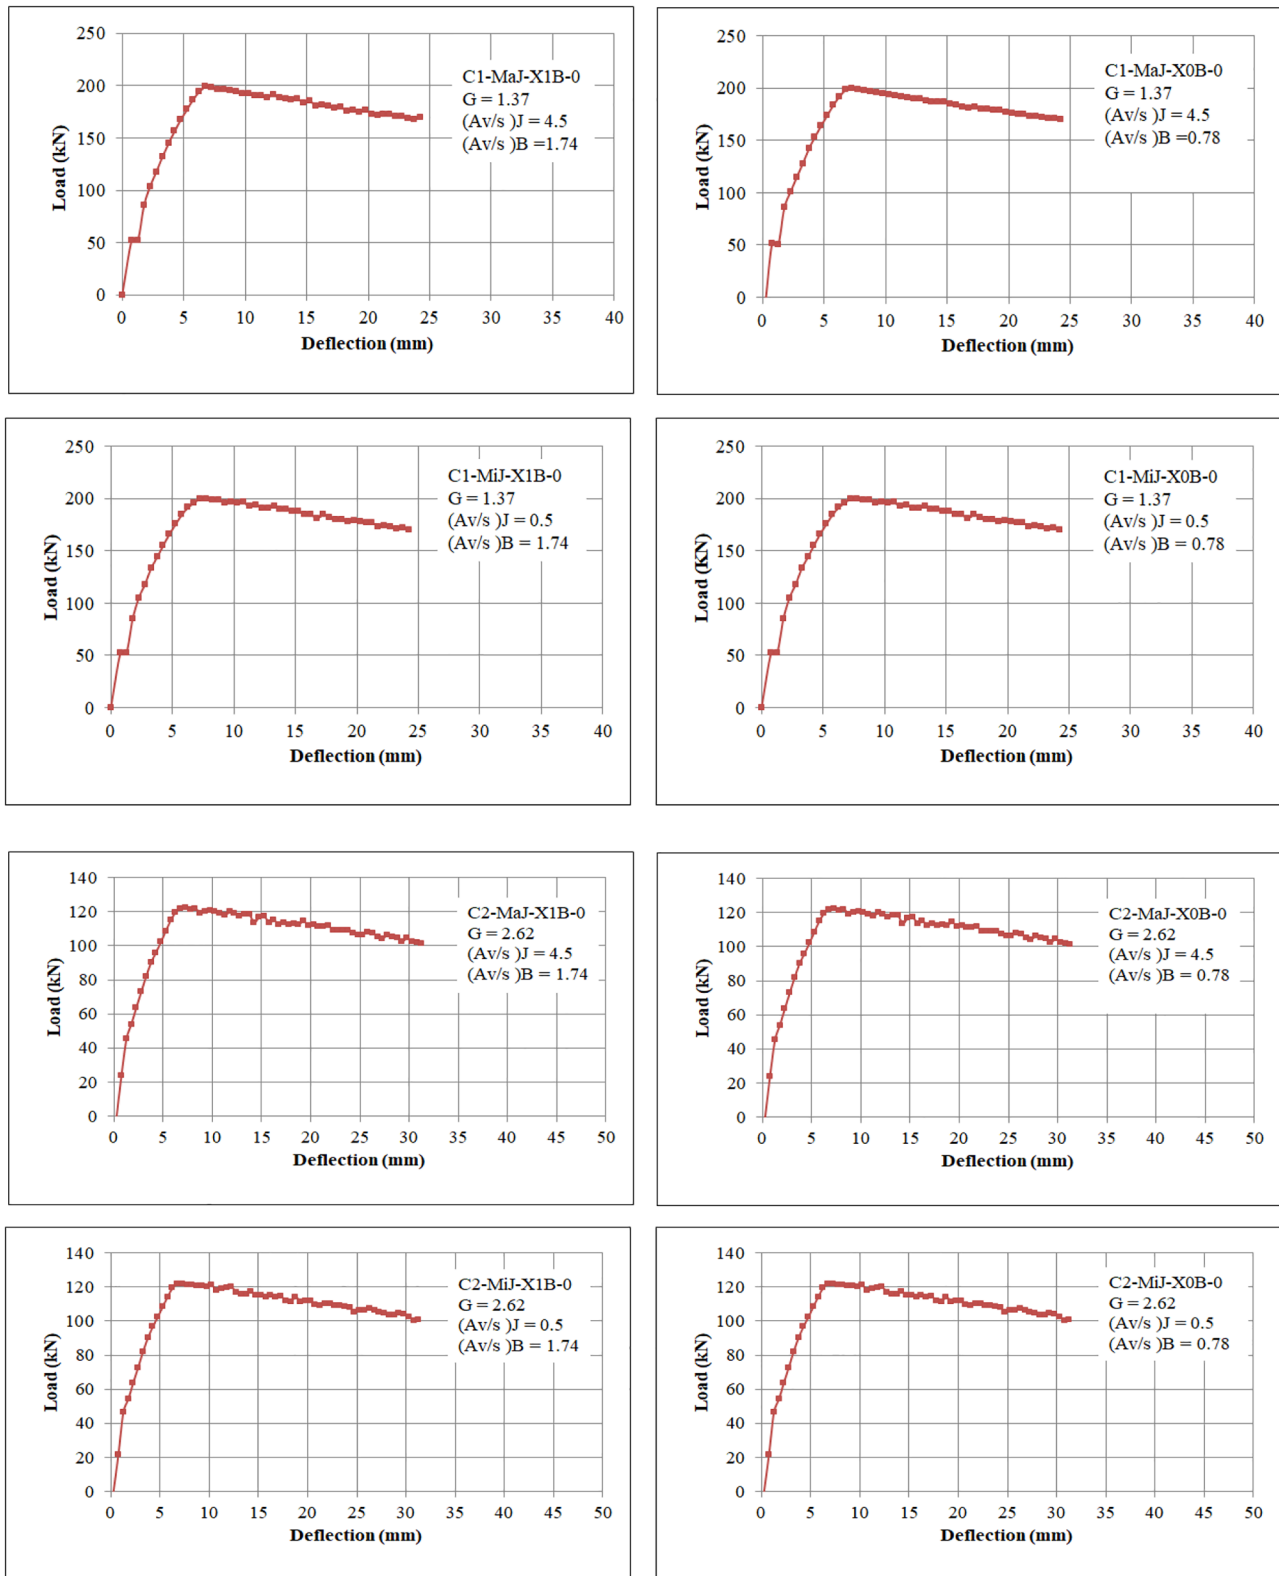 250
200
150
100
50
0
Load (kN)
C1-MaJ-X1B-0
G = 1.37
(Av/s )J = 4.5
(Av/s )B =1.74
0 5 10 15 20 25 30 35 40
Deflection (mm)
250
200
150
100
50
0
Load (kN)
C1-MaJ-X0B-0
G = 1.37
(Av/s )J = 4.5
(Av/s )B =0.78
0 5 10 15 20 25 30 35 40
Deflection (mm)
250
200
150
100
50
0
Load (kN)
C1-MiJ-X1B-0
G = 1.37
(Av/s )J = 0.5
(Av/s )B = 1.74
0 5 10 15 20 25 30 35 40
Deflection (mm)
250
200
150
100
50
0
Load (KN)
C1-MiJ-X0B-0
G = 1.37
(Av/s )J = 0.5
(Av/s )B = 0.78
0 5 10 15 20 25 30 35 40
Deflection (mm)
140
120
100
80
60
40
20
0
Load (kN)
C2-MaJ-X1B-0
G = 2.62
(Av/s )J = 4.5
(Av/s )B = 1.74
0 5 10 15 20 25 30 35 40 45 50
Deflection (mm)
140
120
100
80
60
40
20
0
Load (kN)
C2-MaJ-X0B-0
G = 2.62
(Av/s )J = 4.5
(Av/s )B = 0.78
0 5 10 15 20 25 30 35 40 45 50
Deflection (mm)
140
120
100
80
60
40
20
0
Load (kN)
C2-MiJ-X1B-0
G = 2.62
(Av/s )J = 0.5
(Av/s )B = 1.74
0 5 10 15 20 25 30 35 40 45 50
Deflection (mm)
140
120
100
80
60
40
20
0
Load (kN)
C2-MiJ-X0B-0
G = 2.62
(Av/s )J = 0.5
(Av/s )B = 0.78
0 5 10 15 20 25 30 35 40 45 50
Deflection (mm)